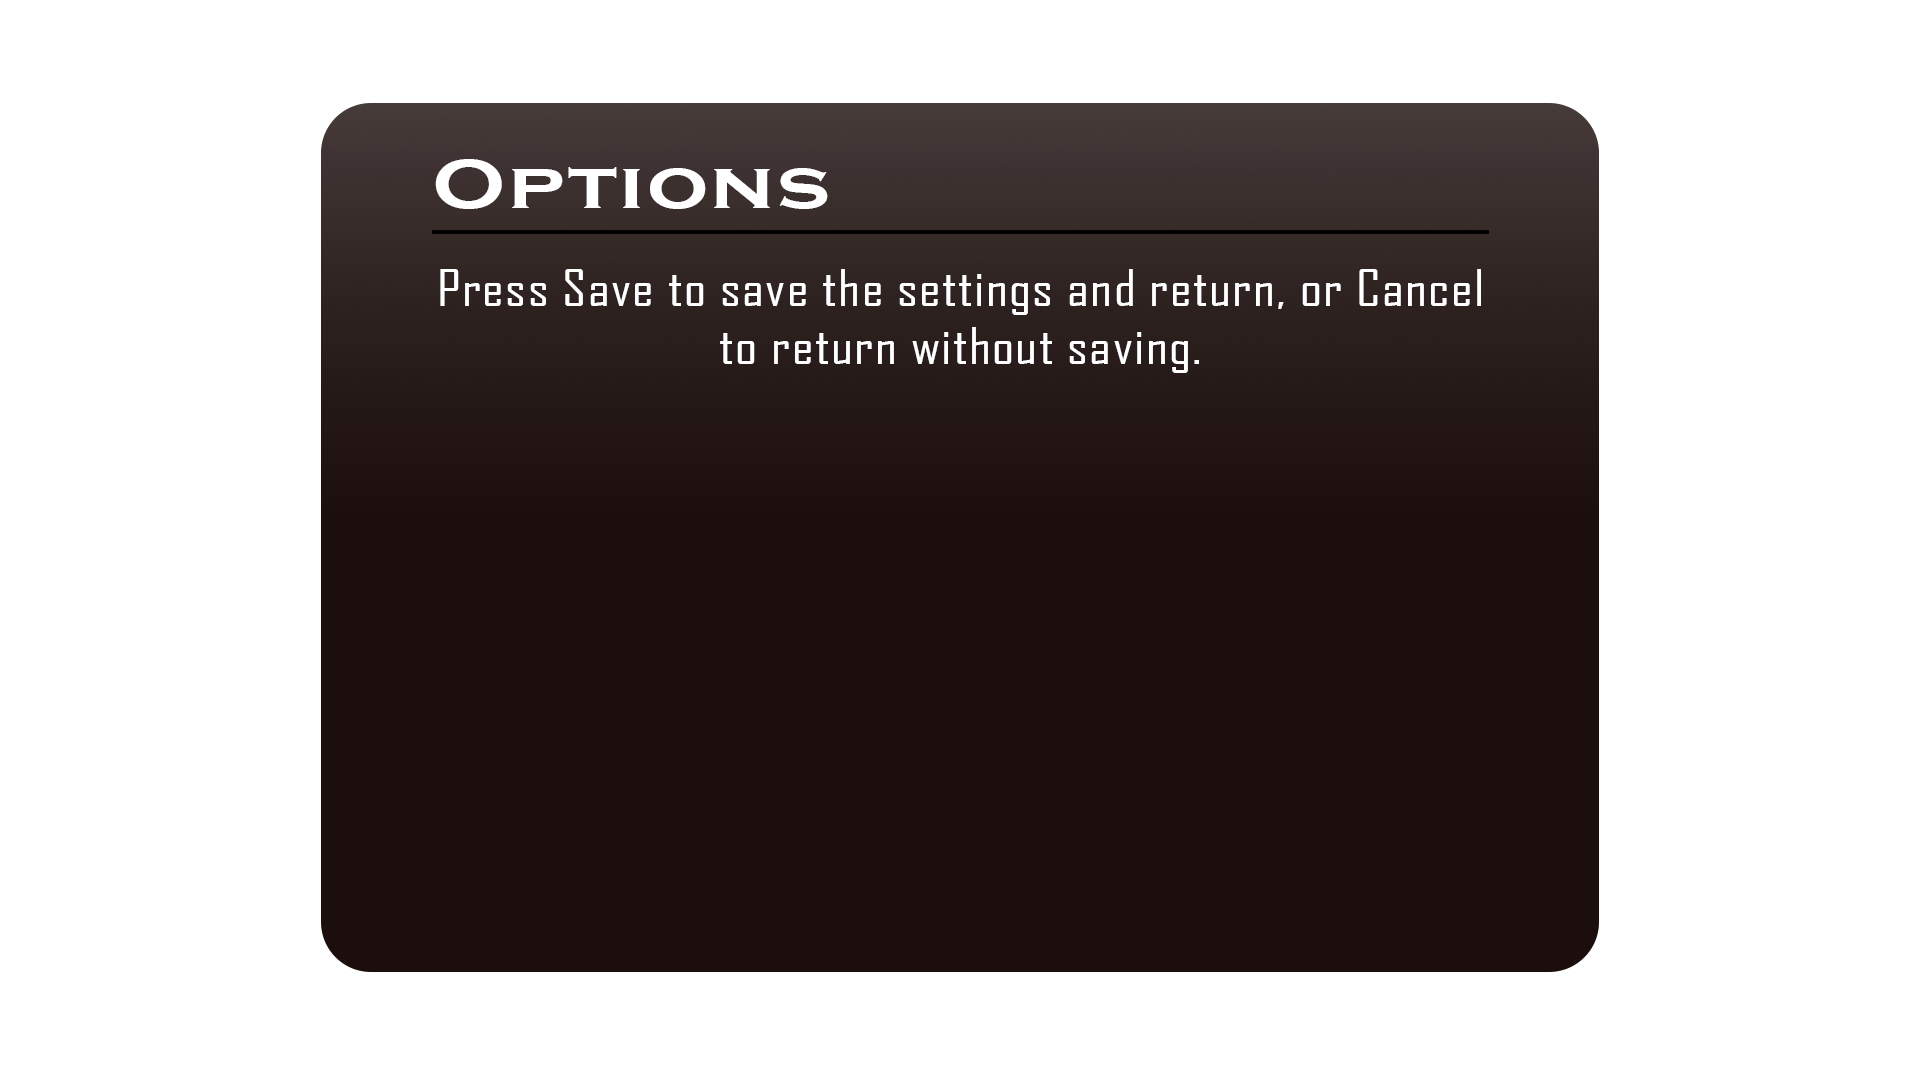 Options
Press Save to save the settings and return, or Cancel
to return without saving.